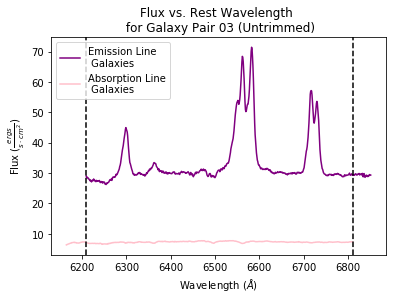 Flux vs. Rest Wavelength
for Galaxy Pair 03 (Untrimmed)
Emission Line
Galaxies
Absorption Line
Galaxies
70
60
50
40
30
20
10
Flux (ergs / s · cm²)
6200 6300 6400 6500 6600 6700 6800
Wavelength (Å)